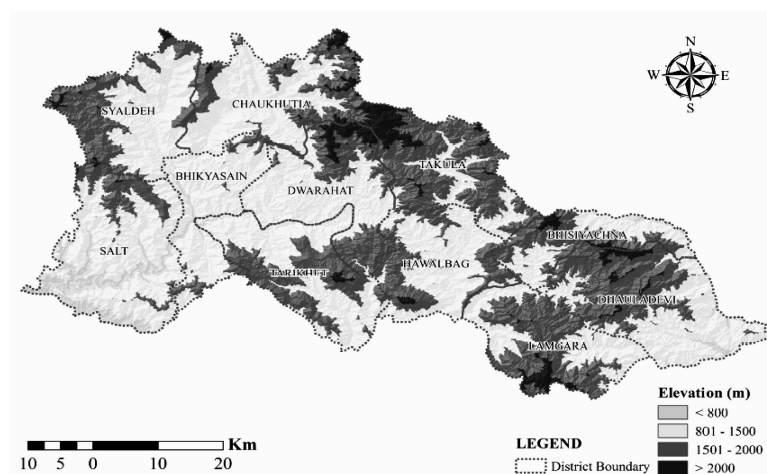 N
W E
S
SYALDEH
CHAUKHUTIA
TAKULA
BHIKYASAIN
DWARAHAT
SALT
TARIKHET
HAWALBAG
BHISIYACHNA
DHAULADEVI
LAMGARA
Elevation (m)
< 800
801 - 1500
1501 - 2000
> 2000
Km
10 5 0 10 20
LEGEND
District Boundary